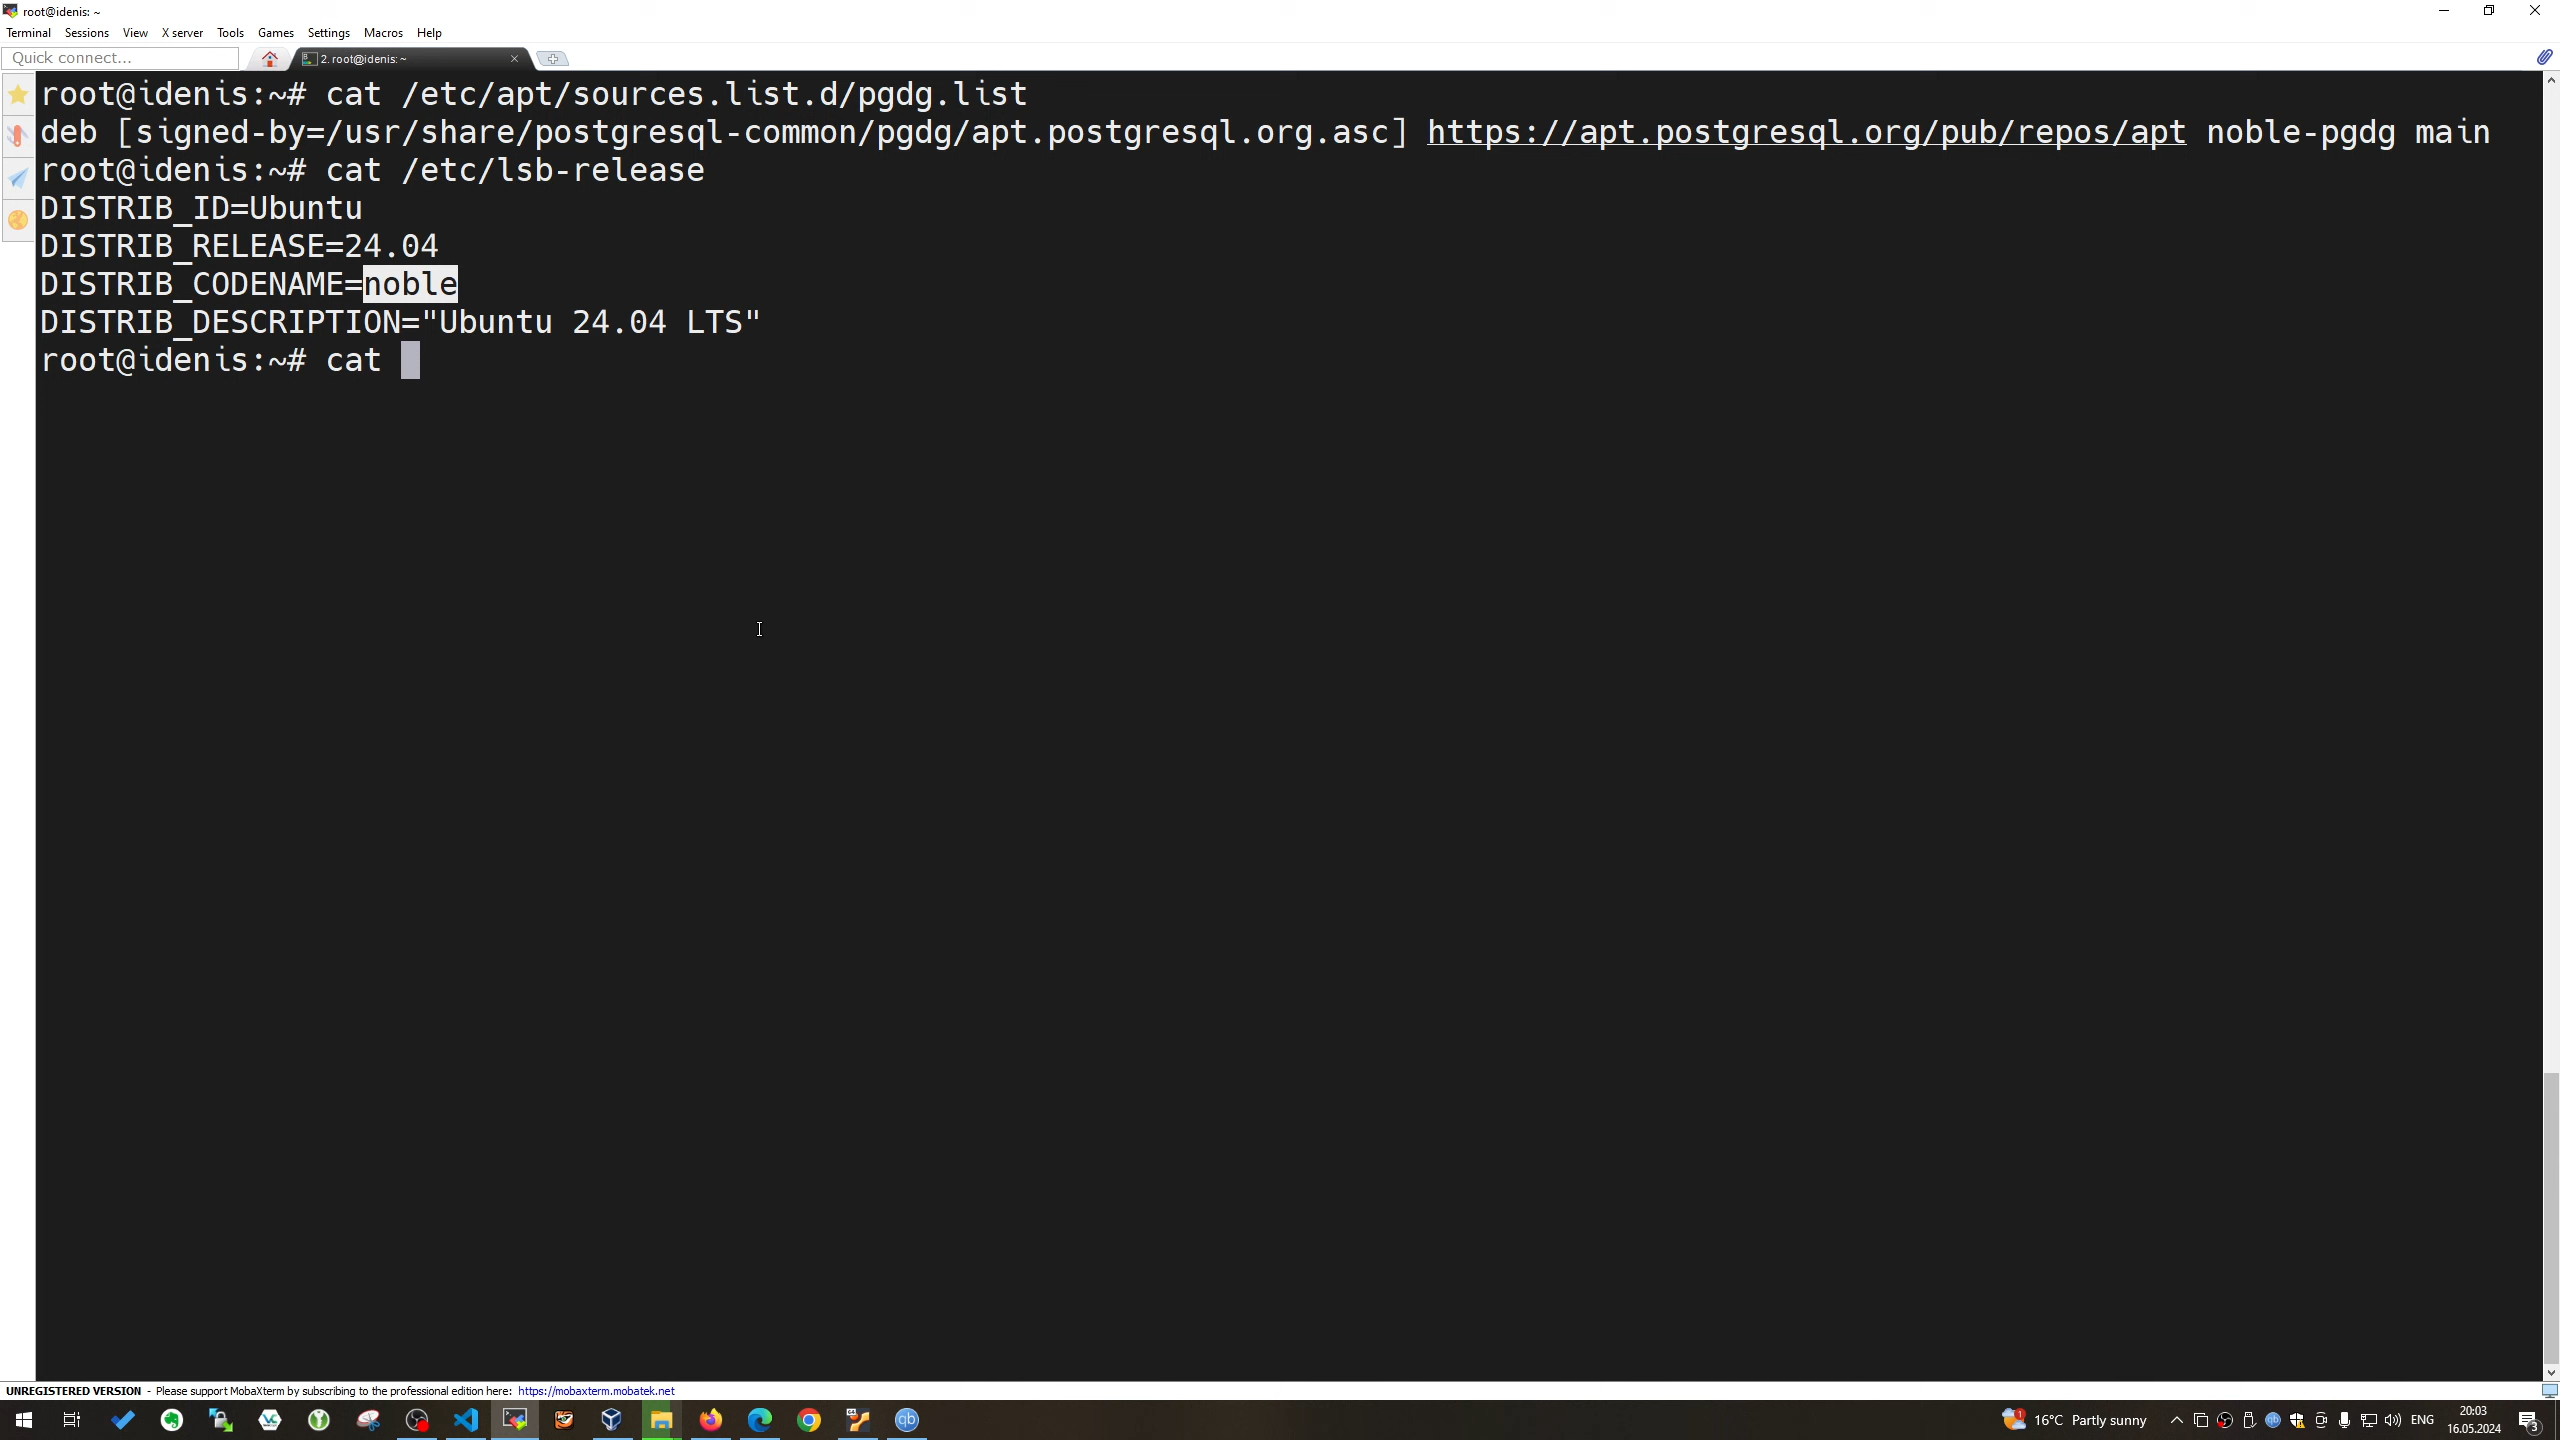 root@idenis: ~
Terminal Sessions View X server Tools Games Settings Macros Help
Quick connect...
2. root@idenis: ~
root@idenis:~# cat /etc/apt/sources.list.d/pgdg.list
deb [signed-by=/usr/share/postgresql-common/pgdg/apt.postgresql.org.asc] https://apt.postgresql.org/pub/repos/apt noble-pgdg main
root@idenis:~# cat /etc/lsb-release
DISTRIB_ID=Ubuntu
DISTRIB_RELEASE=24.04
DISTRIB_CODENAME=noble
DISTRIB_DESCRIPTION="Ubuntu 24.04 LTS"
root@idenis:~# cat
UNREGISTERED VERSION - Please support MobaXterm by subscribing to the professional edition here: https://mobaxterm.mobatek.net
16°C Partly sunny
ENG
20:03
16.05.2024
3